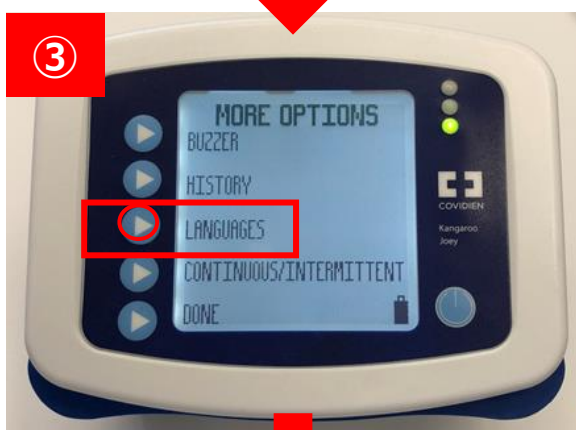 ③
MORE OPTIONS
BUZZER
HISTORY
LANGUAGES
CONTINUOUS/INTERMITTENT
DONE
COVIDIEN
Kangaroo
Joey